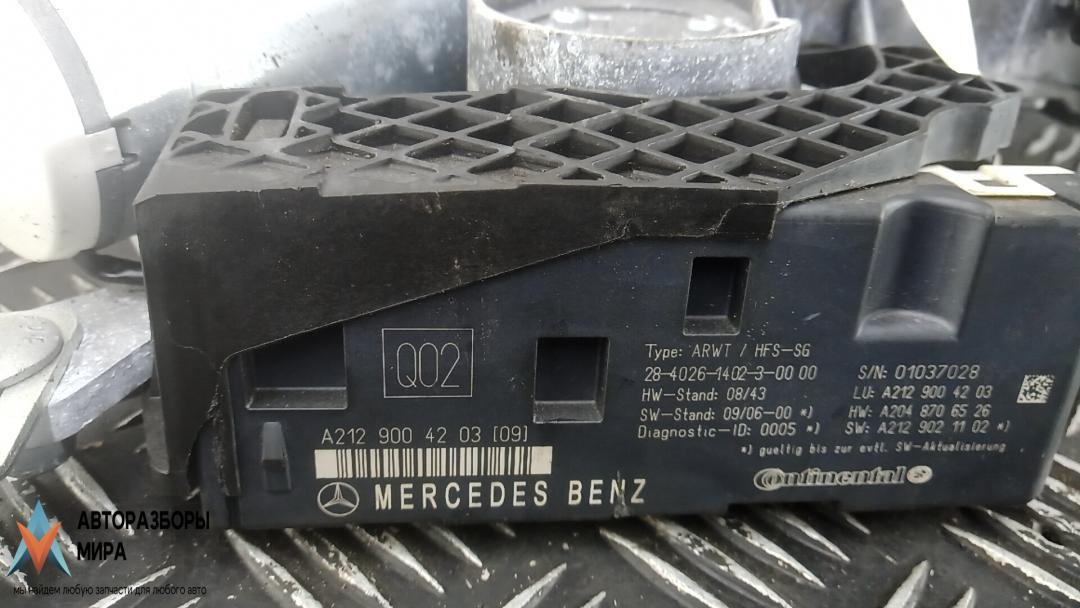 Q02
A212 900 42 03 [09]
MERCEDES BENZ
Type: ARWT / HFS-SG
28-4026-1402-3-00 00
HW-Stand: 08/43
SW-Stand: 09/06-00 *)
Diagnostic-ID: 0005 *)
S/N: 01037028
LU: A212 900 42 03
HW: A204 870 65 26
SW: A212 902 11 02 *)
*) gueltig bis zur evtl. SW-Aktualisierung
Continental
АВТОРАЗБОРЫ
МИРА
мы найдем любую запчасти для любого авто